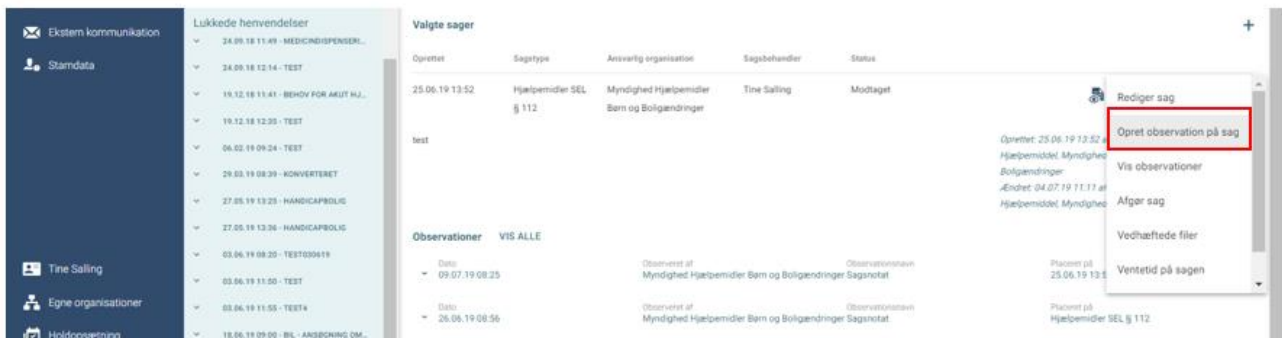 Ekstern kommunikation
Stamdata
Tine Salling
Egne organisationer
Holdopsætning
Lukkede henvendelser
24.09.18 11:49 - MEDICINDISPENSERI...
24.09.18 12:14 - TEST
19.12.18 11:41 - BEHOV FOR AKUT HJ...
19.12.18 12:35 - TEST
06.02.19 09:24 - TEST
29.03.19 08:39 - KONVERTERET
27.05.19 13:25 - HANDICAPBOLIG
27.05.19 13:36 - HANDICAPBOLIG
03.06.19 08:20 - TEST030619
03.06.19 11:50 - TEST
03.06.19 11:55 - TEST4
18.06.19 09:00 - BIL - ANSØGNING OM...
Valgte sager
Oprettet Sagstype Ansvarlig organisation Sagsbehandler Status
25.06.19 13:52 Hjælpemidler SEL Myndighed Hjælpemidler Tine Salling Modtaget
§ 112 Børn og Boligændringer
test
Oprettet: 25.06.19 13:52 a
Hjælpemiddel, Myndighed
Boligændringer
Ændret: 04.07.19 11:11 af
Hjælpemiddel, Myndighed
Rediger sag
Opret observation på sag
Vis observationer
Afgør sag
Vedhæftede filer
Ventetid på sagen
Observationer VIS ALLE
Dato Observeret af Observationsnavn Placeret på
09.07.19 08:25 Myndighed Hjælpemidler Børn og Boligændringer Sagsnotat 25.06.19 13:5
Dato Observeret af Observationsnavn Placeret på
26.06.19 08:56 Myndighed Hjælpemidler Børn og Boligændringer Sagsnotat Hjælpemidler SEL § 112